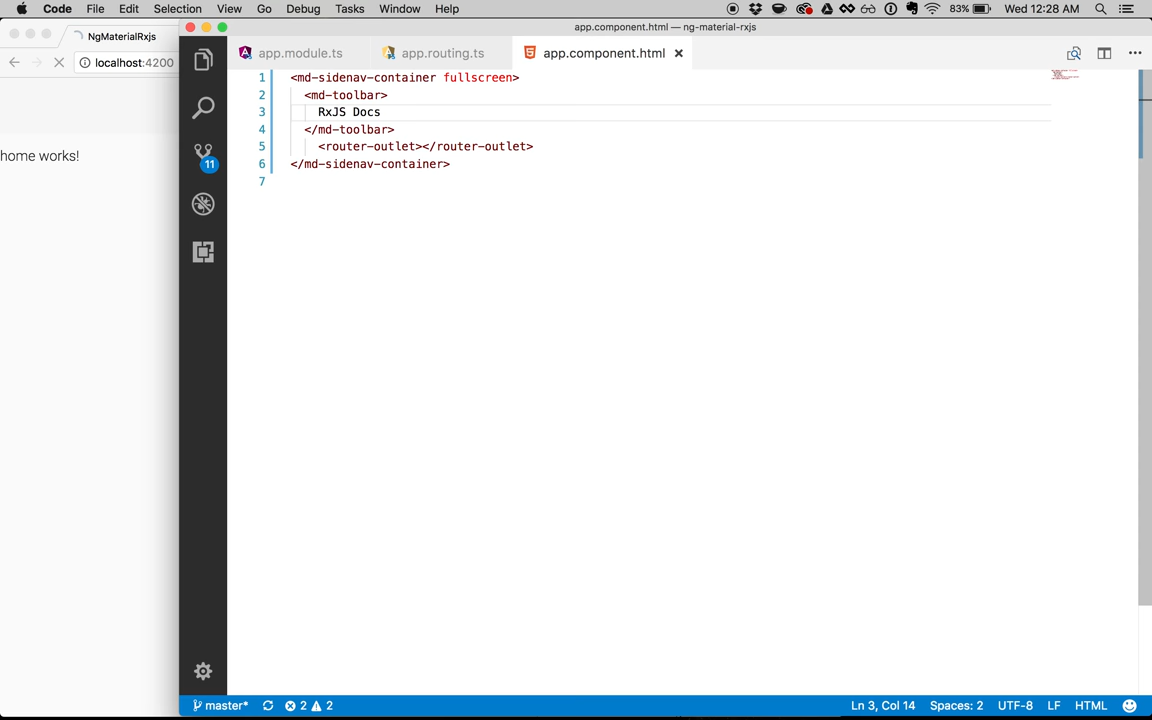 Code File Edit Selection View Go Debug Tasks Window Help 83% Wed 12:28 AM
app.component.html — ng-material-rxjs
NgMaterialRxjs
localhost:4200
home works!
app.module.ts app.routing.ts app.component.html
1 <md-sidenav-container fullscreen>
2 <md-toolbar>
3 RxJS Docs
4 </md-toolbar>
5 <router-outlet></router-outlet>
6 </md-sidenav-container>
7
11
master* 2 2 Ln 3, Col 14 Spaces: 2 UTF-8 LF HTML